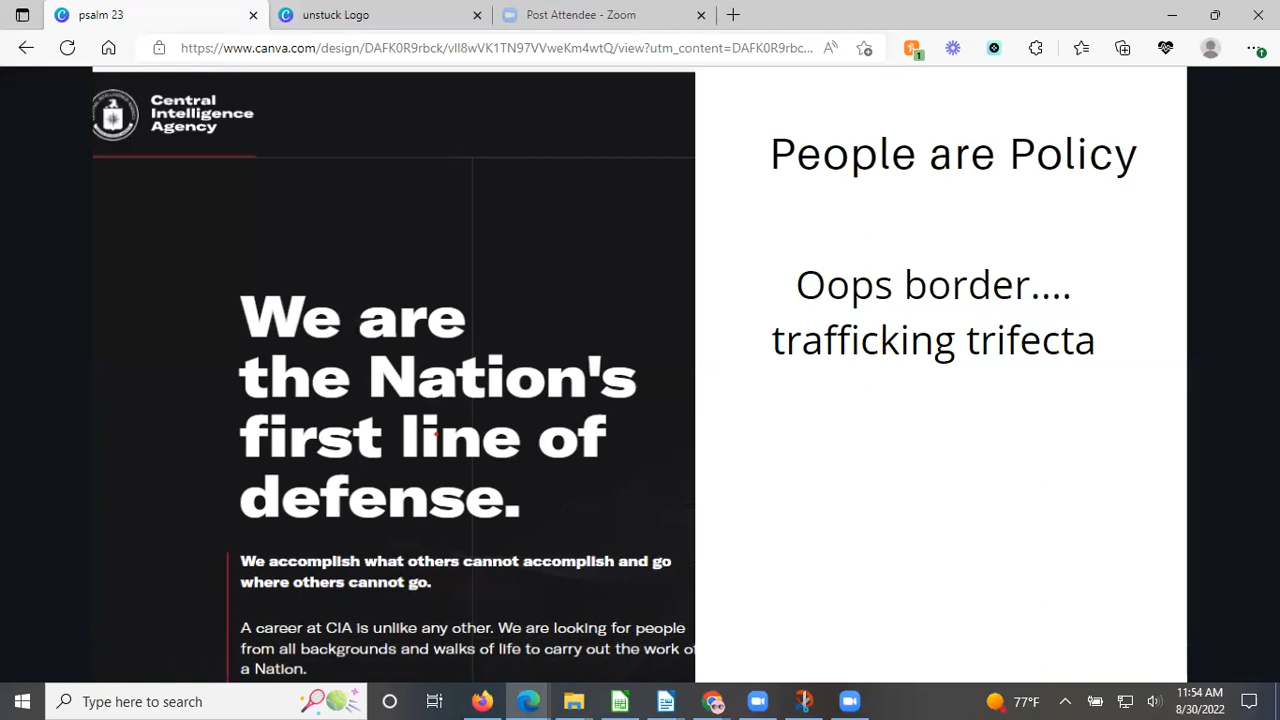 psalm 23
unstuck Logo
Post Attendee - Zoom
https://www.canva.com/design/DAFK0R9rbck/vlI8wVK1TN97VVweKm4wtQ/view?utm_content=DAFK0R9rbc...
1
Central
Intelligence
Agency
We are
the Nation's
first line of
defense.
We accomplish what others cannot accomplish and go
where others cannot go.
A career at CIA is unlike any other. We are looking for people
from all backgrounds and walks of life to carry out the work of
a Nation.
People are Policy
Oops border....
trafficking trifecta
Type here to search
77°F
11:54 AM
8/30/2022